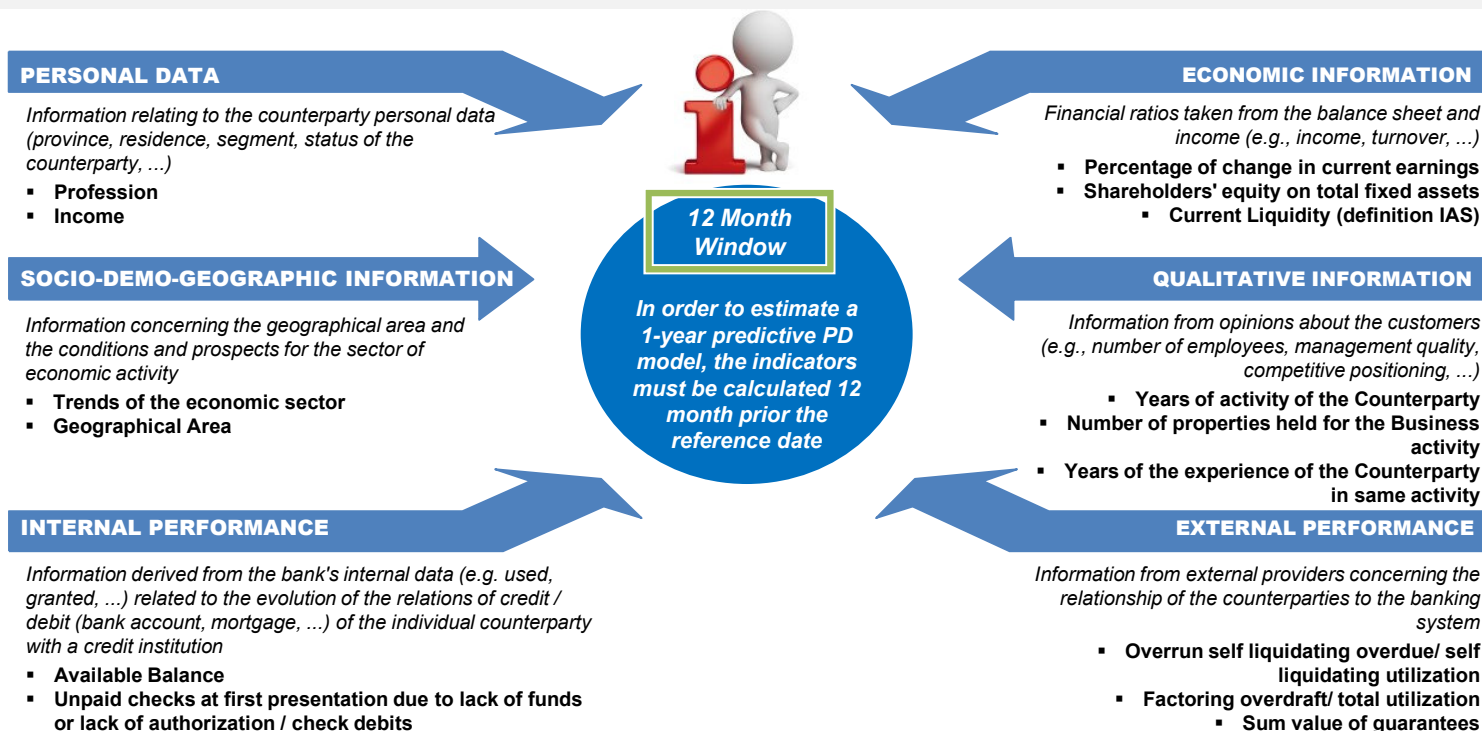 PERSONAL DATA
Information relating to the counterparty personal data
(province, residence, segment, status of the
counterparty, ...)
▪ Profession
▪ Income
SOCIO-DEMO-GEOGRAPHIC INFORMATION
Information concerning the geographical area and
the conditions and prospects for the sector of
economic activity
▪ Trends of the economic sector
▪ Geographical Area
INTERNAL PERFORMANCE
Information derived from the bank's internal data (e.g. used,
granted, ...) related to the evolution of the relations of credit /
debit (bank account, mortgage, ...) of the individual counterparty
with a credit institution
▪ Available Balance
▪ Unpaid checks at first presentation due to lack of funds
or lack of authorization / check debits
12 Month
Window
In order to estimate a
1-year predictive PD
model, the indicators
must be calculated 12
month prior the
reference date
ECONOMIC INFORMATION
Financial ratios taken from the balance sheet and
income (e.g., income, turnover, ...)
▪ Percentage of change in current earnings
▪ Shareholders' equity on total fixed assets
▪ Current Liquidity (definition IAS)
QUALITATIVE INFORMATION
Information from opinions about the customers
(e.g., number of employees, management quality,
competitive positioning, ...)
▪ Years of activity of the Counterparty
▪ Number of properties held for the Business
activity
▪ Years of the experience of the Counterparty
in same activity
EXTERNAL PERFORMANCE
Information from external providers concerning the
relationship of the counterparties to the banking
system
▪ Overrun self liquidating overdue/ self
liquidating utilization
▪ Factoring overdraft/ total utilization
▪ Sum value of guarantees